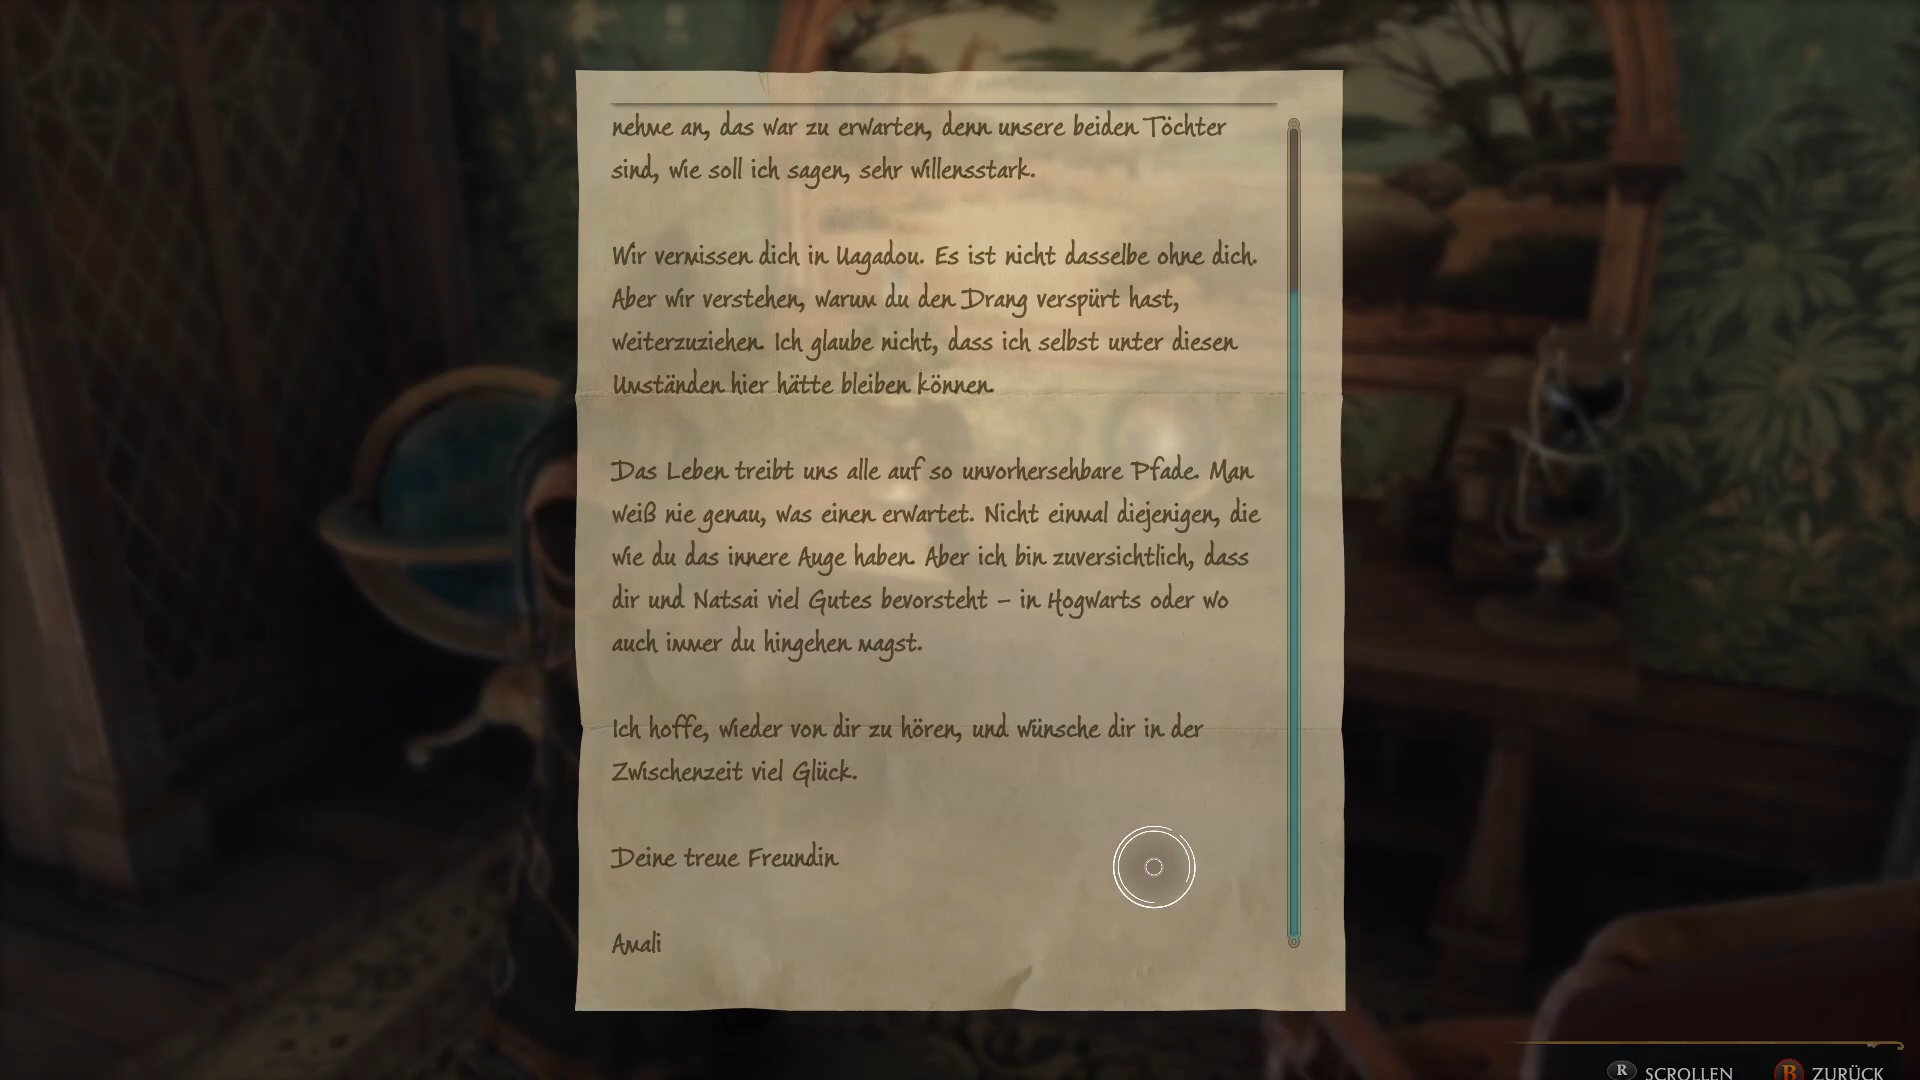 nehme an, das war zu erwarten, denn unsere beiden Töchter
sind, wie soll ich sagen, sehr willensstark.
Wir vermissen dich in Uagadou. Es ist nicht dasselbe ohne dich.
Aber wir verstehen, warum du den Drang verspürt hast,
weiterzuziehen. Ich glaube nicht, dass ich selbst unter diesen
Umständen hier hätte bleiben können.
Das Leben treibt uns alle auf so unvorhersehbare Pfade. Man
weiß nie genau, was einen erwartet. Nicht einmal diejenigen, die
wie du das innere Auge haben. Aber ich bin zuversichtlich, dass
dir und Natsai viel Gutes bevorsteht – in Hogwarts oder wo
auch immer du hingehen magst.
Ich hoffe, wieder von dir zu hören, und wünsche dir in der
Zwischenzeit viel Glück.
Deine treue Freundin
Amali
R SCROLLEN B ZURÜCK